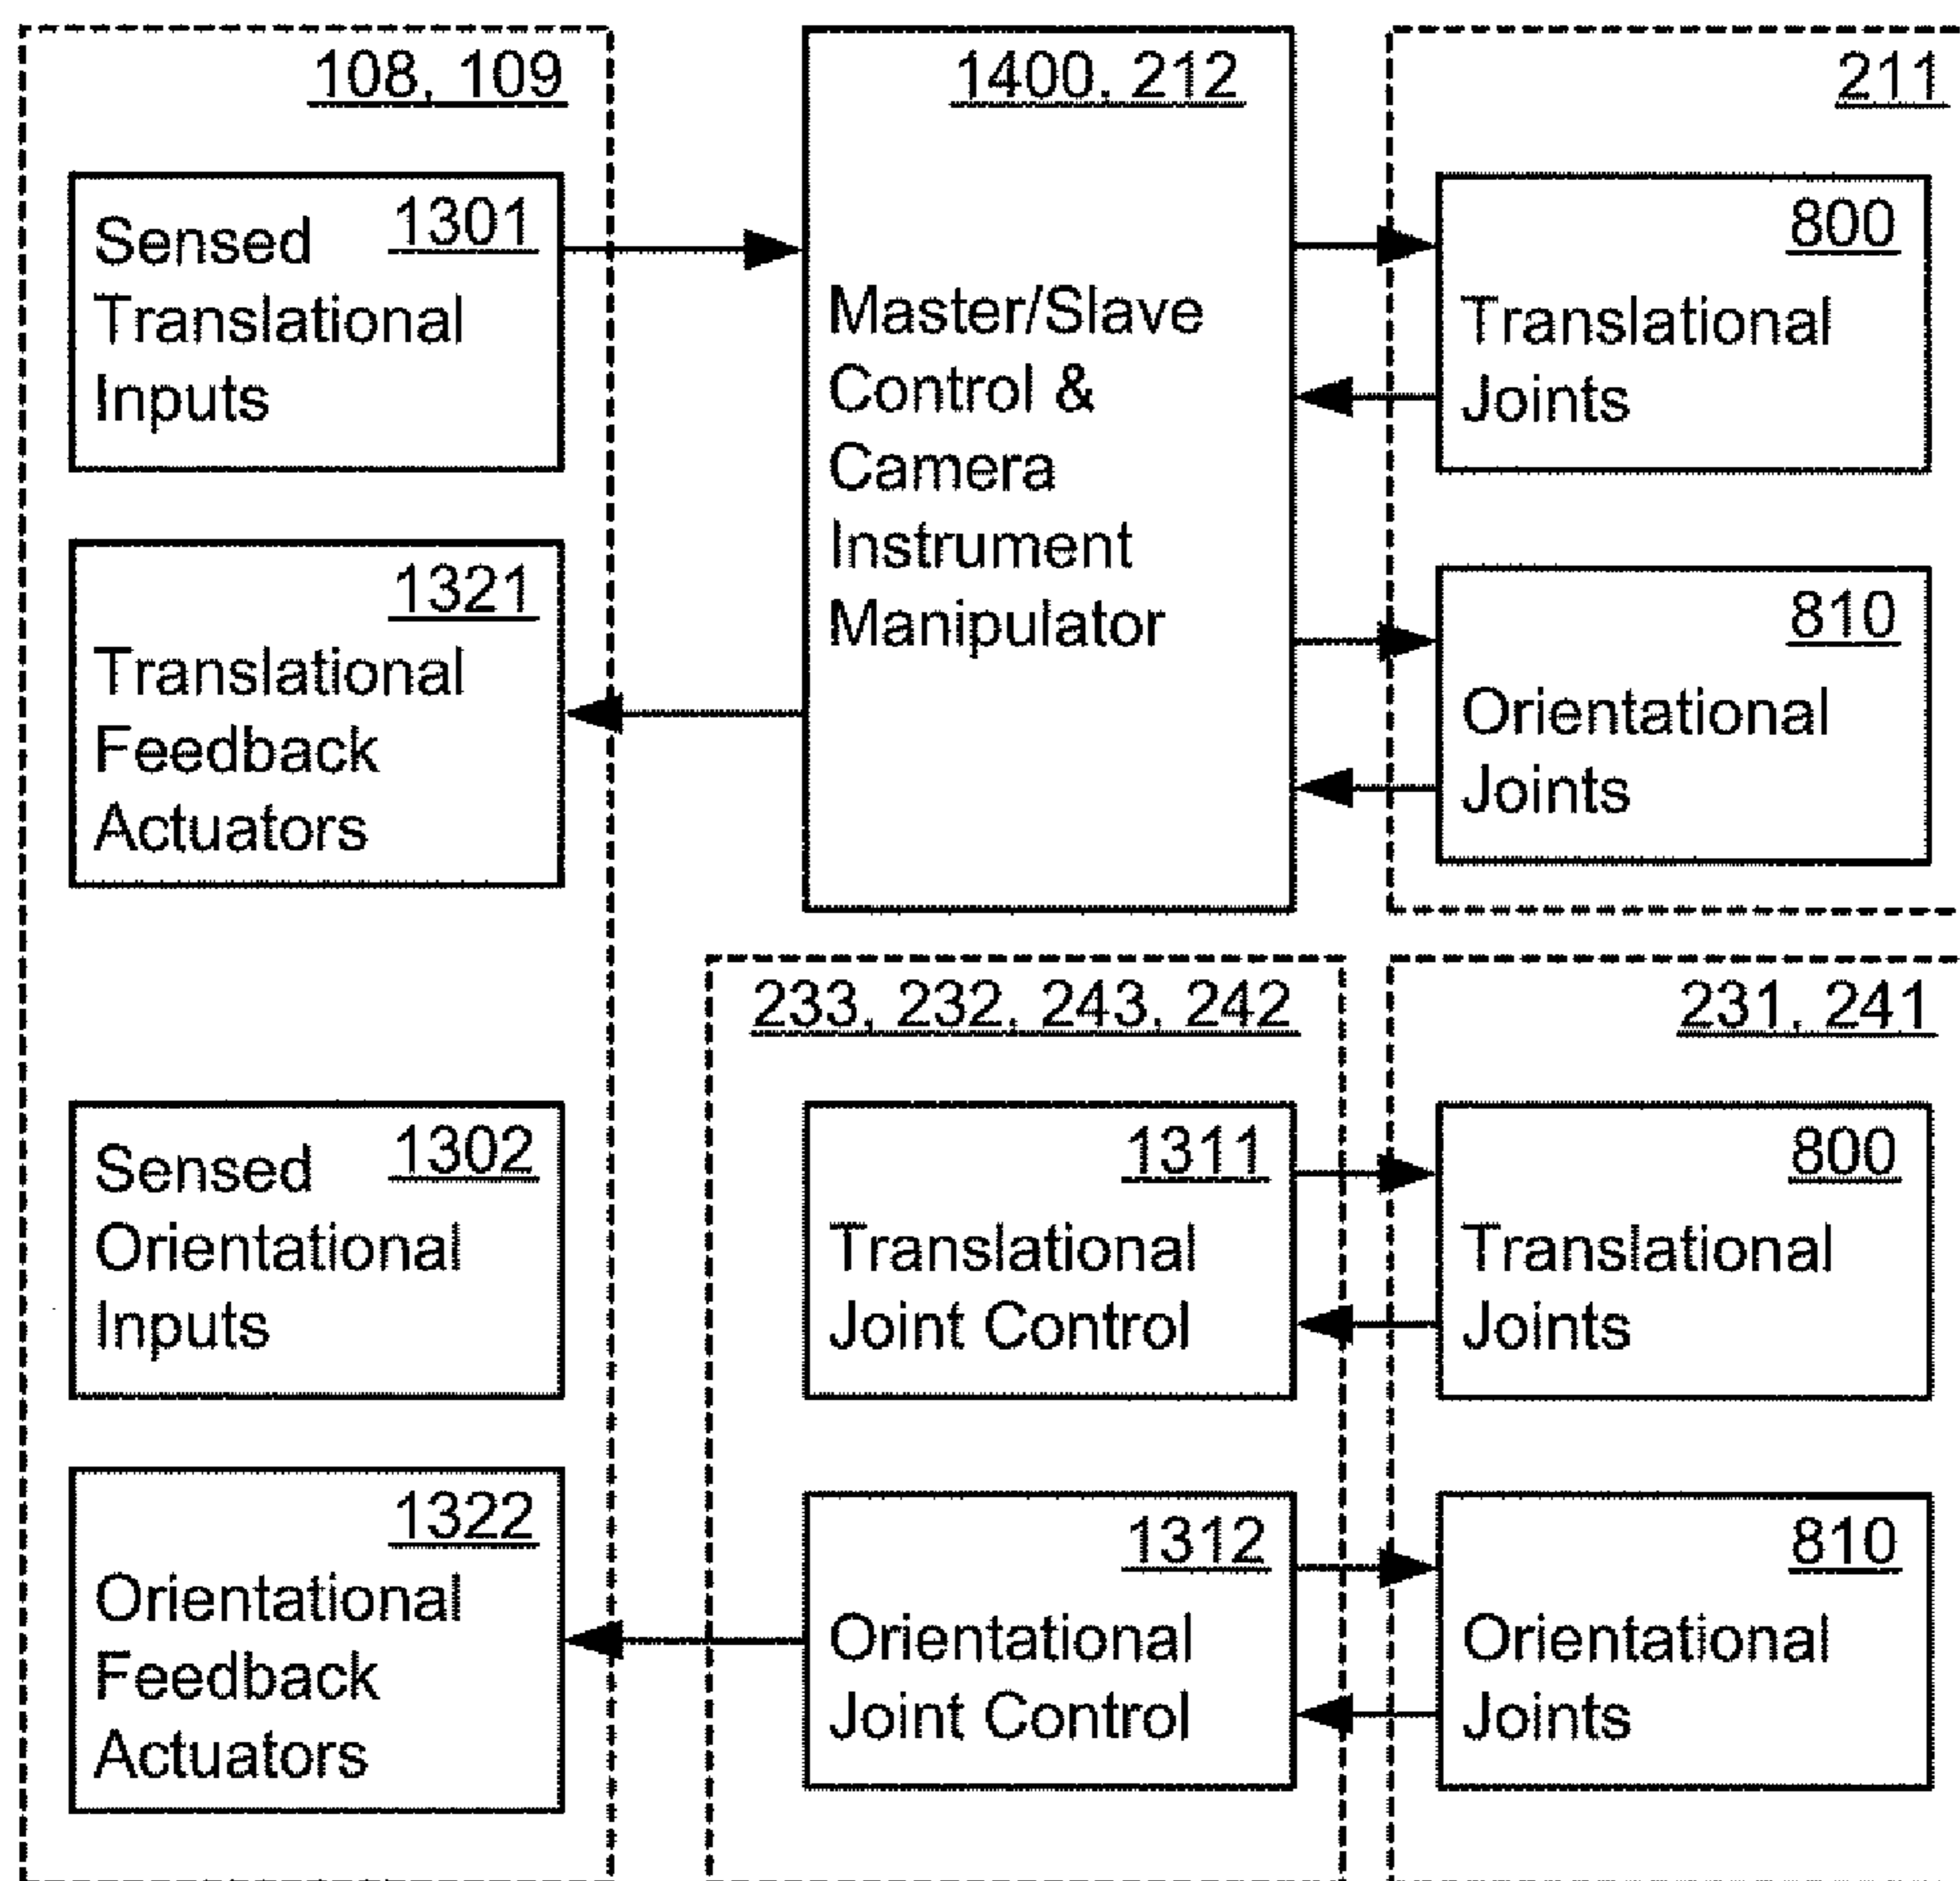 108, 109
1301
Sensed
Translational
Inputs
1321
Translational
Feedback
Actuators
1302
Sensed
Orientational
Inputs
1322
Orientational
Feedback
Actuators
1400, 212
Master/Slave
Control &
Camera
Instrument
Manipulator
211
800
Translational
Joints
810
Orientational
Joints
233, 232, 243, 242
1311
Translational
Joint Control
1312
Orientational
Joint Control
231, 241
800
Translational
Joints
810
Orientational
Joints